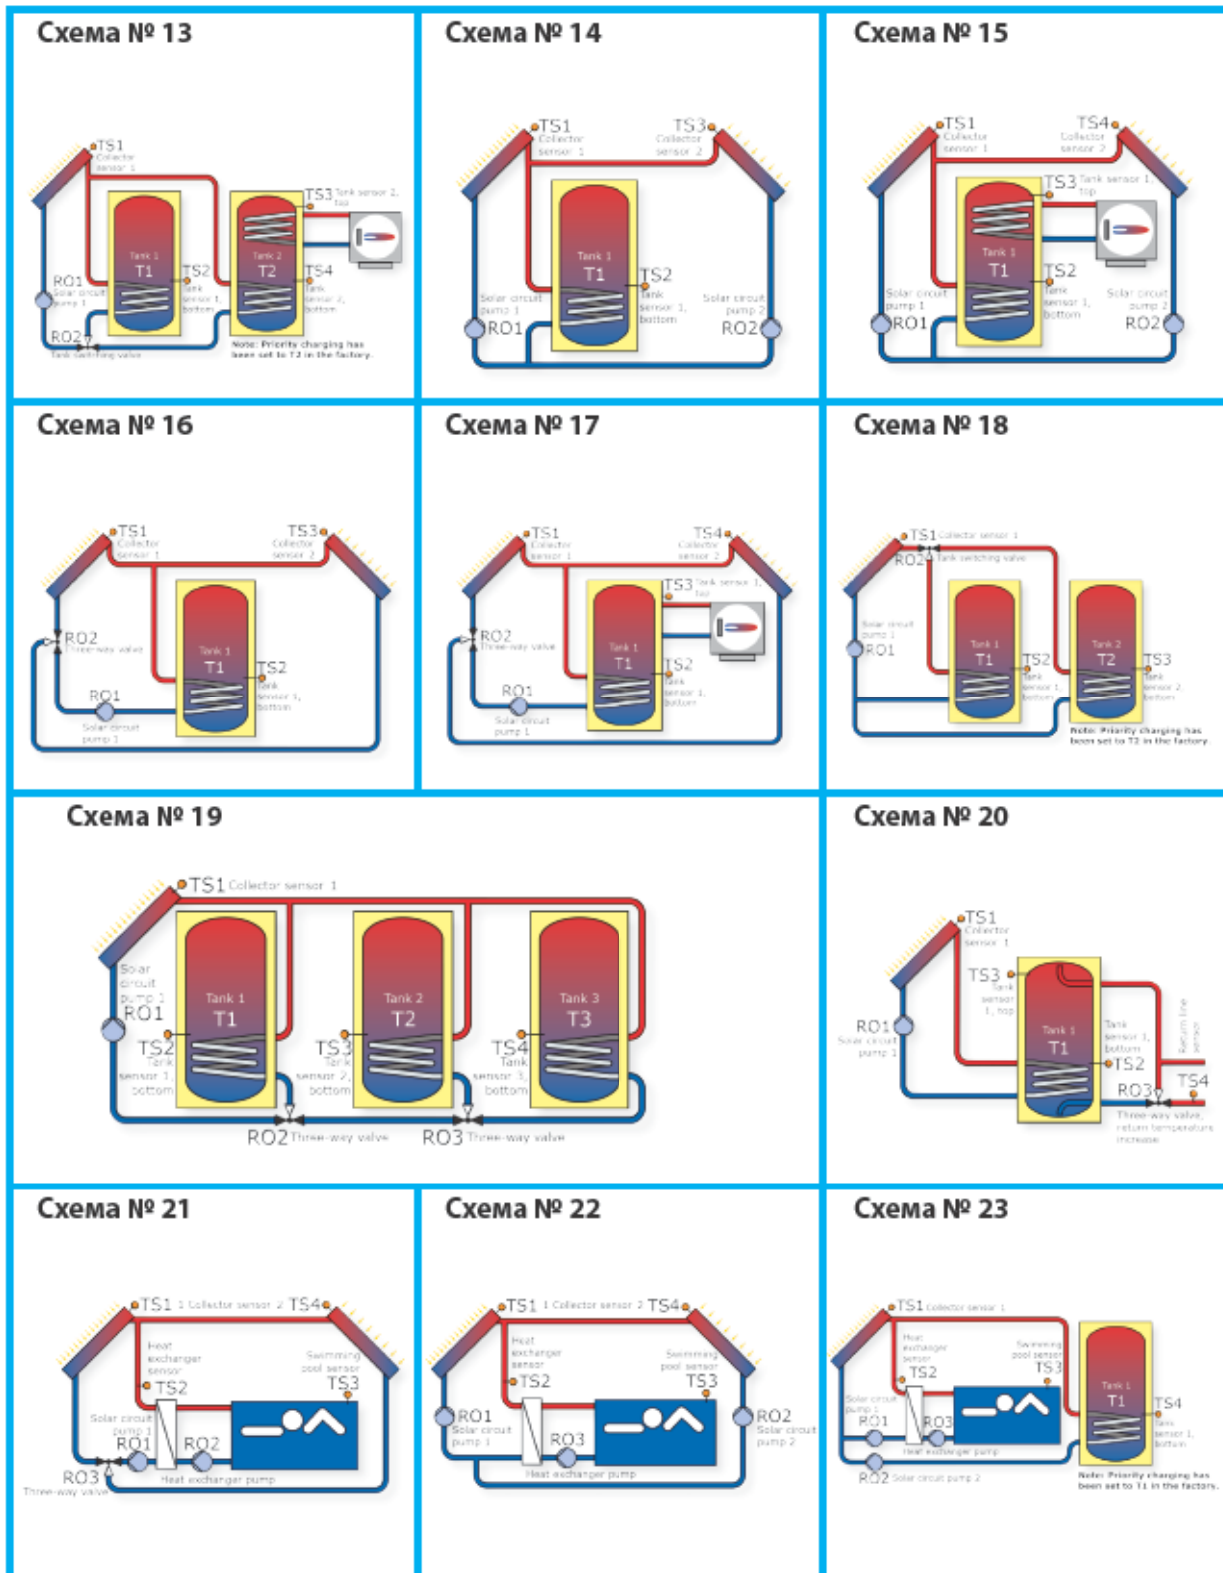 Схема № 13
TS1
Collector
sensor 1
TS3 Tank sensor 2,
top
Tank 1
T1
Tank 2
T2
TS2
Tank
sensor 1,
bottom
TS4
Tank
sensor 2,
bottom
RO1
Solar circuit
pump 1
RO2
Tank switching valve
Note: Priority charging has
been set to T2 in the factory.
Схема № 14
TS1
Collector
sensor 1
TS3
Collector
sensor 2
Tank 1
T1
TS2
Tank
sensor 1,
bottom
Solar circuit
pump 1
RO1
Solar circuit
pump 2
RO2
Схема № 15
TS1
Collector
sensor 1
TS4
Collector
sensor 2
TS3
Tank sensor 1,
top
Tank 1
T1
TS2
Tank
sensor 1,
bottom
Solar circuit
pump 1
RO1
Solar circuit
pump 2
RO2
Схема № 16
TS1
Collector
sensor 1
TS3
Collector
sensor 2
RO2
Three-way valve
Tank 1
T1
TS2
Tank
sensor 1,
bottom
RO1
Solar circuit
pump 1
Схема № 17
TS1
Collector
sensor 1
TS4
Collector
sensor 2
TS3 Tank sensor 1,
top
RO2
Three-way valve
Tank 1
T1
TS2
Tank
sensor 1,
bottom
RO1
Solar circuit
pump 1
Схема № 18
TS1 Collector sensor 1
RO2 Tank switching valve
Solar circuit
pump 1
RO1
Tank 1
T1
TS2
Tank
sensor 1,
bottom
Tank 2
T2
TS3
Tank
sensor 2
bottom
Note: Priority charging has
been set to T2 in the factory.
Схема № 19
TS1 Collector sensor 1
Solar
circuit
pump 1
RO1
Tank 1
T1
Tank 2
T2
Tank 3
T3
TS2
Tank
sensor 1,
bottom
TS3
Tank
sensor 2,
bottom
TS4
Tank
sensor 3,
bottom
RO2 Three-way valve
RO3 Three-way valve
Схема № 20
TS1
Collector
sensor 1
TS3
Tank
sensor
1, top
RO1
Solar circuit
pump 1
Tank 1
T1
Tank
sensor 1,
bottom
TS2
Return line
sensor
RO3
TS4
Three-way valve,
return temperature
increase
Схема № 21
TS1 1 Collector sensor 2 TS4
Heat
exchanger
sensor
TS2
Swimming
pool sensor
TS3
Solar circuit
pump 1
RO1
RO2
RO3
Three-way valve
Heat exchanger pump
Схема № 22
TS1 1 Collector sensor 2 TS4
Heat
exchanger
sensor
TS2
Swimming
pool sensor
TS3
RO1
Solar circuit
pump 1
RO3
RO2
Solar circuit
pump 2
Heat exchanger pump
Схема № 23
TS1 Collector sensor 1
Heat
exchanger
sensor
TS2
Swimming
pool sensor
TS3
Solar circuit
pump 1
RO1
RO3
Heat exchanger pump
RO2 Solar circuit pump 2
Tank 1
T1
TS4
Tank
sensor 1,
bottom
Note: Priority charging has
been set to T1 in the factory.